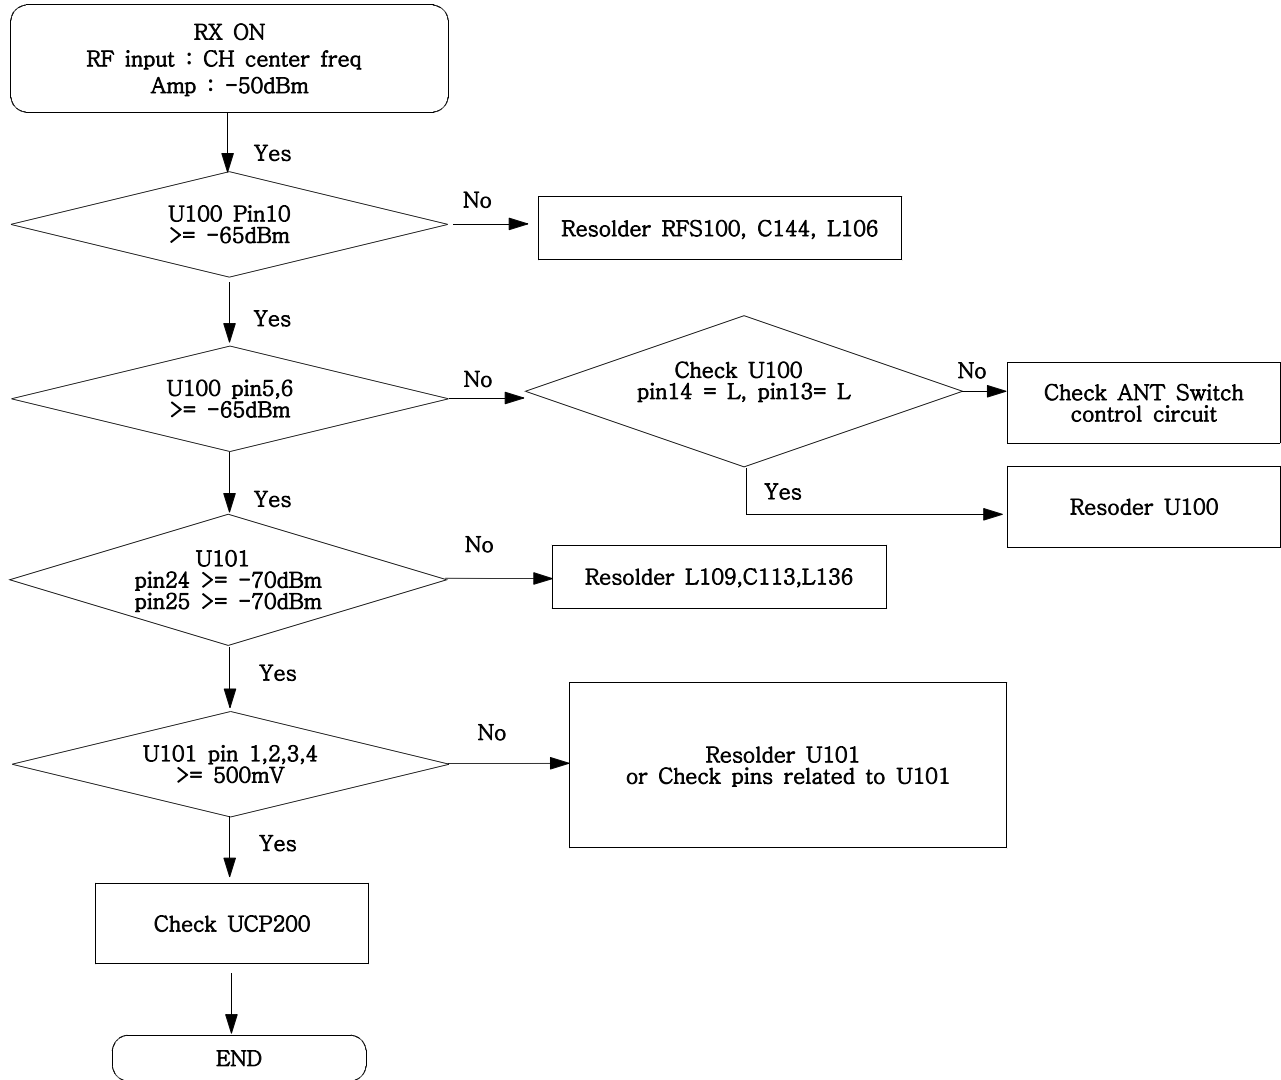 RX ON
RF input : CH center freq
Amp : -50dBm
Yes
U100 Pin10
>= -65dBm
No
Resolder RFS100, C144, L106
Yes
U100 pin5,6
>= -65dBm
No
Check U100
pin14 = L, pin13= L
No
Check ANT Switch
control circuit
Yes
Resoder U100
Yes
U101
pin24 >= -70dBm
pin25 >= -70dBm
No
Resolder L109,C113,L136
Yes
U101 pin 1,2,3,4
>= 500mV
No
Resolder U101
or Check pins related to U101
Yes
Check UCP200
END